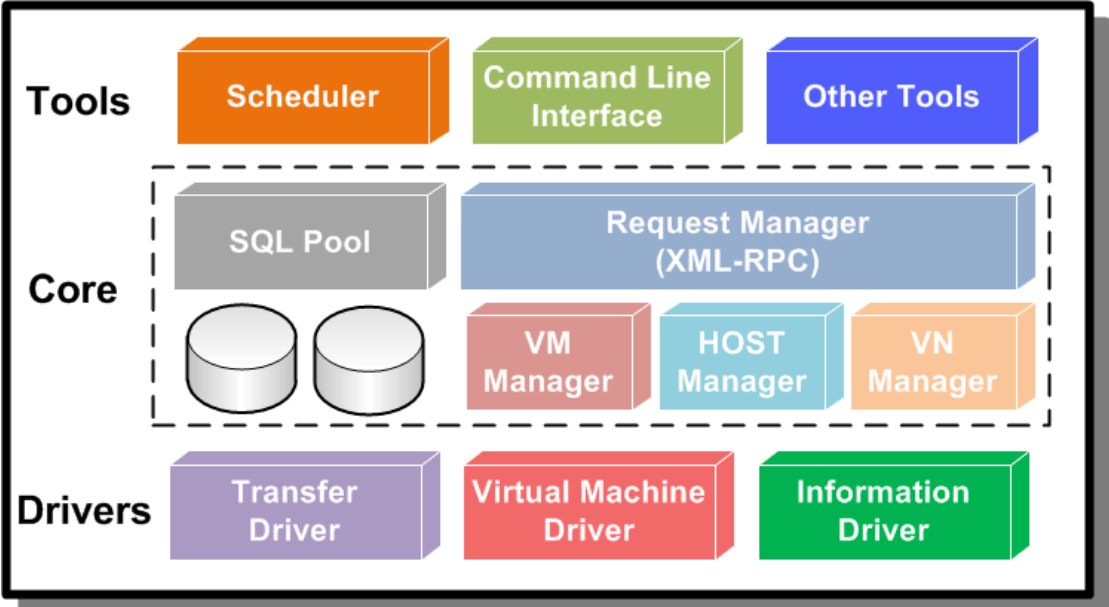 Tools
Scheduler
Command Line
Interface
Other Tools
Core
SQL Pool
Request Manager
(XML-RPC)
VM
Manager
HOST
Manager
VN
Manager
Drivers
Transfer
Driver
Virtual Machine
Driver
Information
Driver